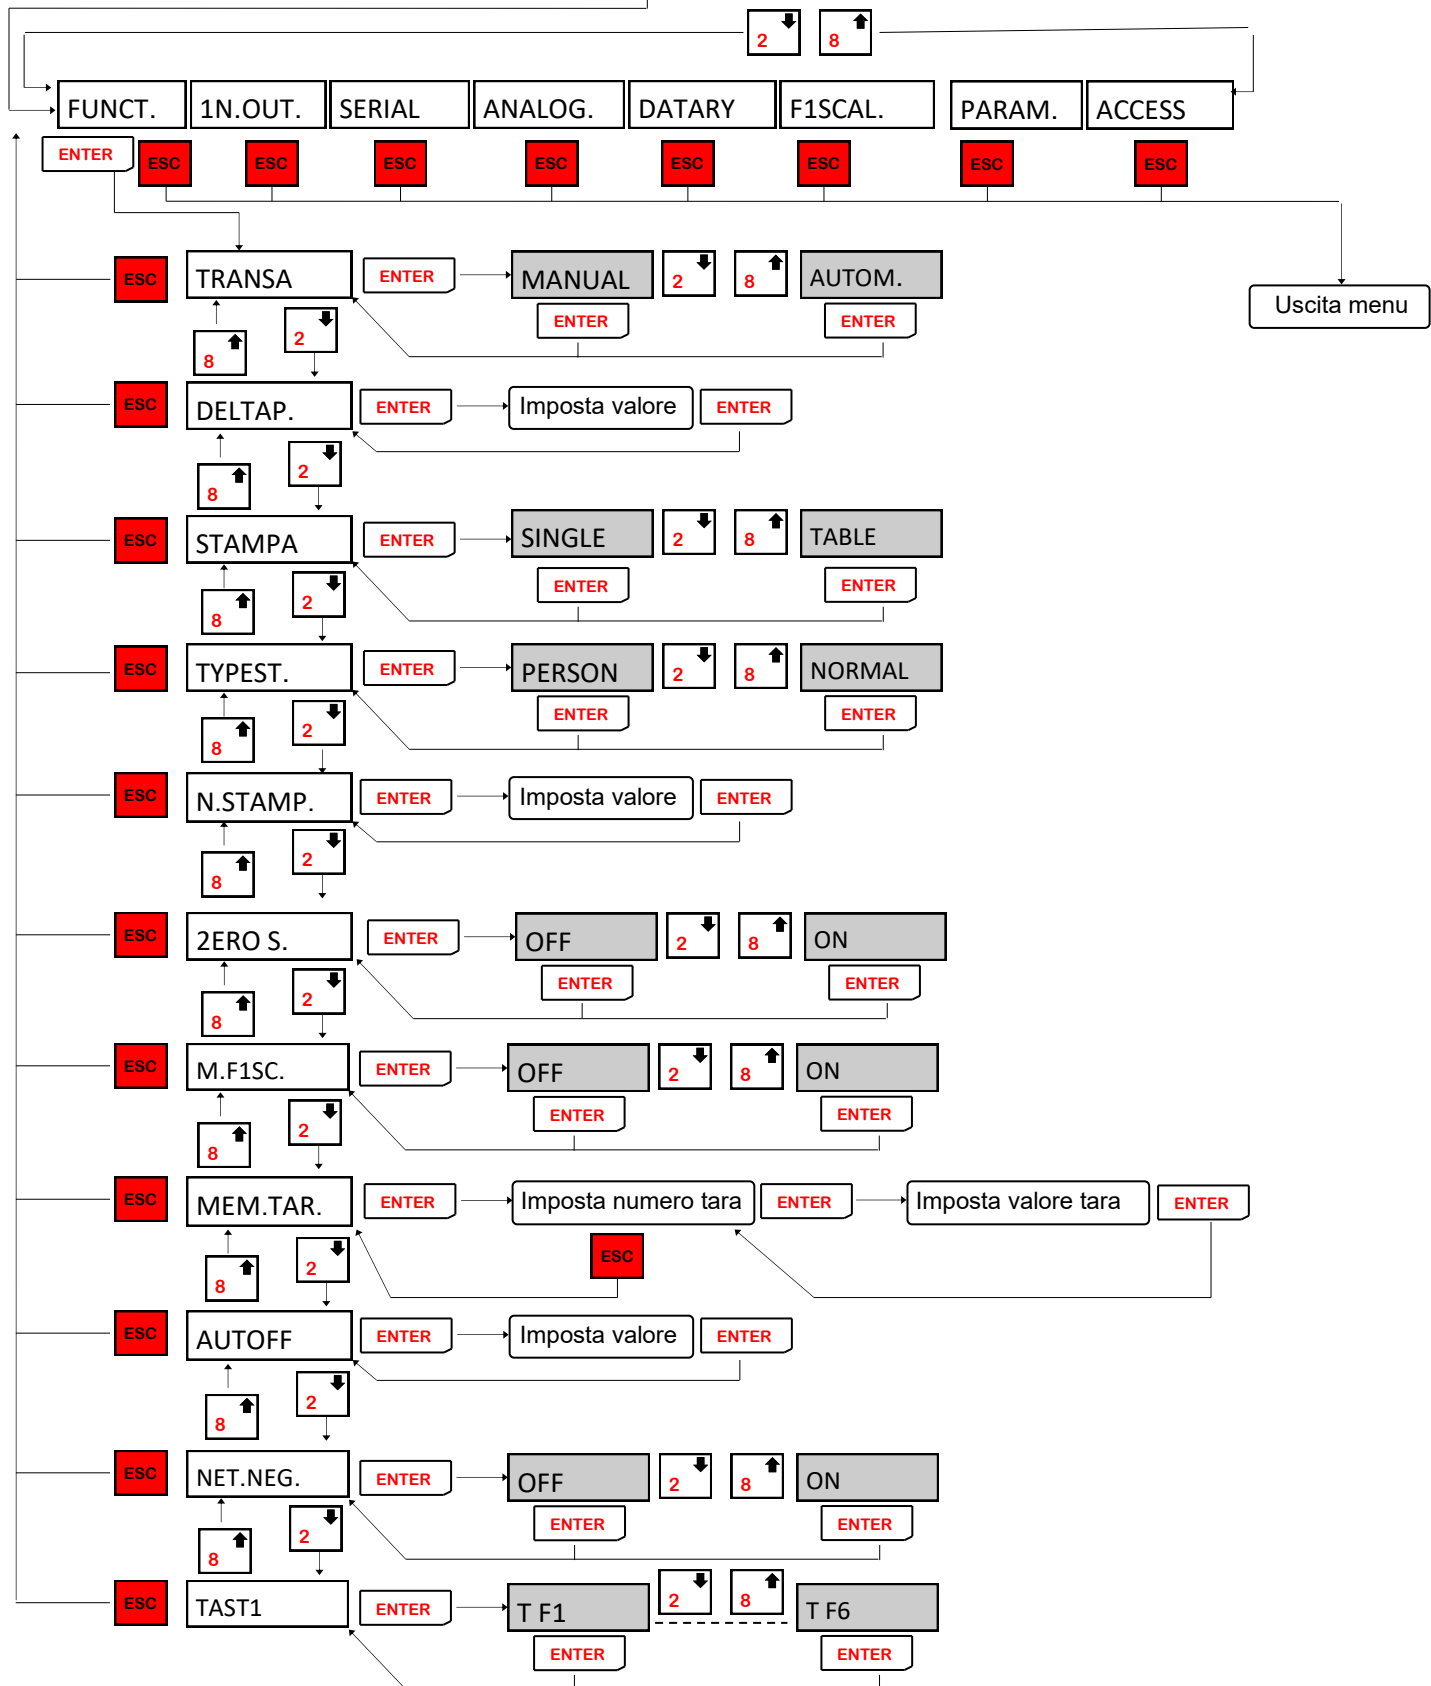 2 8
FUNCT. 1N.OUT. SERIAL ANALOG. DATARY F1SCAL. PARAM. ACCESS
ENTER ESC ESC ESC ESC ESC ESC ESC ESC
ESC TRANSA ENTER MANUAL 2 8 AUTOM.
Uscita menu
ENTER ENTER
8 2
ESC DELTAP. ENTER Imposta valore ENTER
8 2
ESC STAMPA ENTER SINGLE 2 8 TABLE
ENTER ENTER
8 2
ESC TYPEST. ENTER PERSON 2 8 NORMAL
ENTER ENTER
8 2
ESC N.STAMP. ENTER Imposta valore ENTER
8 2
ESC 2ERO S. ENTER OFF 2 8 ON
ENTER ENTER
8 2
ESC M.F1SC. ENTER OFF 2 8 ON
ENTER ENTER
8 2
ESC MEM.TAR. ENTER Imposta numero tara ENTER Imposta valore tara ENTER
ESC
8 2
ESC AUTOFF ENTER Imposta valore ENTER
8 2
ESC NET.NEG. ENTER OFF 2 8 ON
ENTER ENTER
8 2
ESC TAST1 ENTER T F1 2 8 T F6
ENTER ENTER